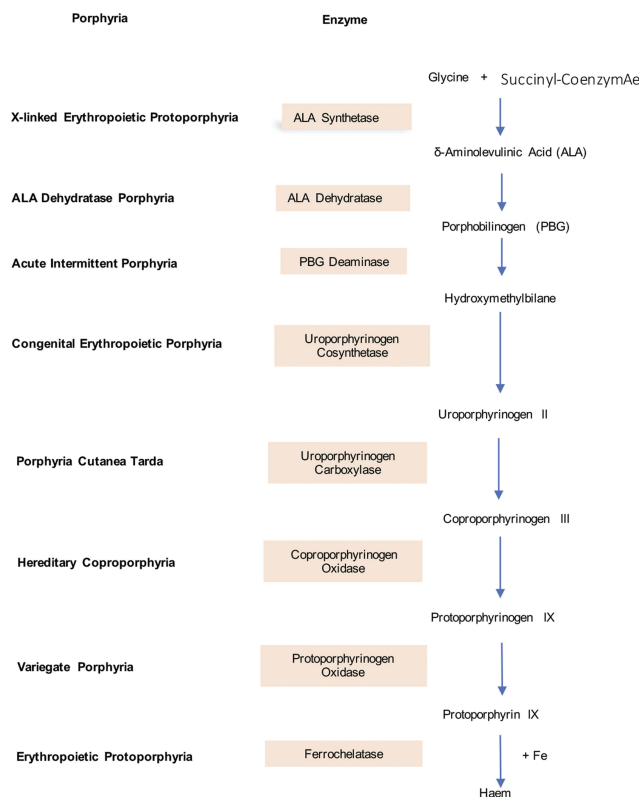 Porphyria Enzyme
Glycine + Succinyl-CoenzymAe
X-linked Erythropoietic Protoporphyria ALA Synthetase
δ-Aminolevulinic Acid (ALA)
ALA Dehydratase Porphyria ALA Dehydratase
Porphobilinogen (PBG)
Acute Intermittent Porphyria PBG Deaminase
Hydroxymethylbilane
Congenital Erythropoietic Porphyria
Uroporphyrinogen
Cosynthetase
Uroporphyrinogen II
Porphyria Cutanea Tarda
Uroporphyrinogen
Carboxylase
Coproporphyrinogen III
Hereditary Coproporphyria
Coproporphyrinogen
Oxidase
Protoporphyrinogen IX
Variegate Porphyria
Protoporphyrinogen
Oxidase
Protoporphyrin IX
Erythropoietic Protoporphyria Ferrochelatase + Fe
Haem